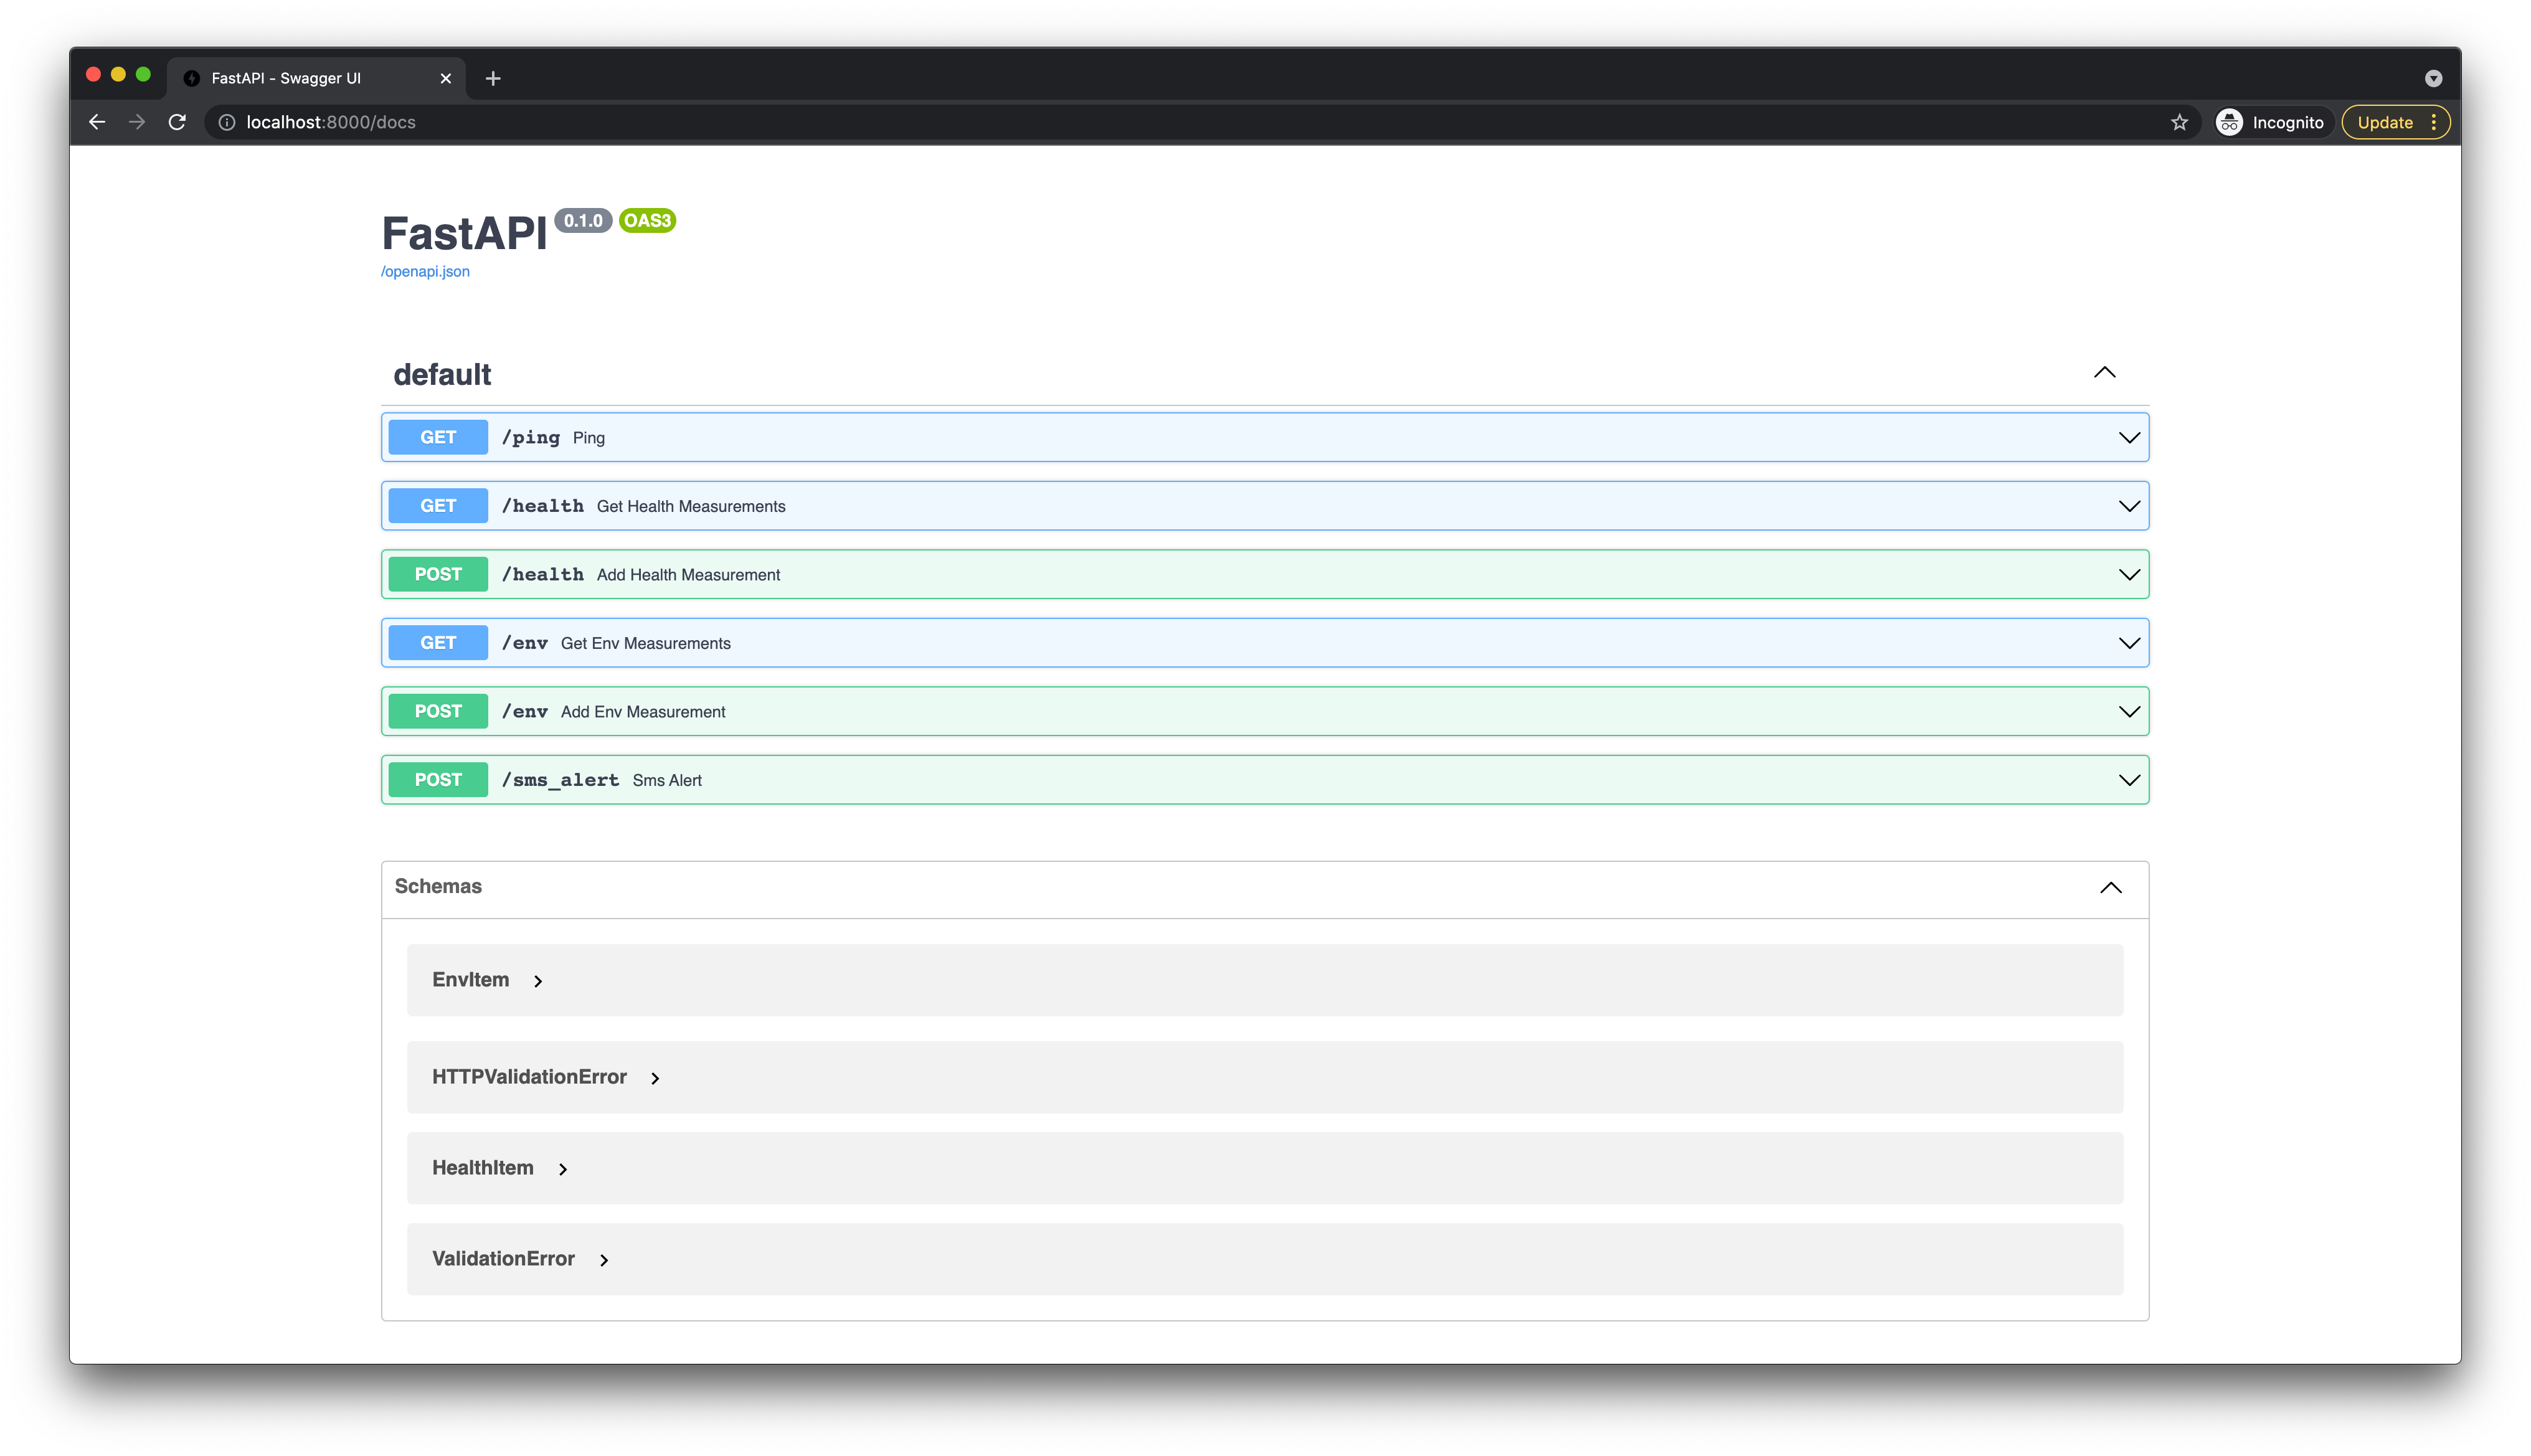 FastAPI - Swagger UI
localhost:8000/docs
Incognito
Update
FastAPI 0.1.0 OAS3
/openapi.json
default
GET /ping Ping
GET /health Get Health Measurements
POST /health Add Health Measurement
GET /env Get Env Measurements
POST /env Add Env Measurement
POST /sms_alert Sms Alert
Schemas
EnvItem
HTTPValidationError
HealthItem
ValidationError